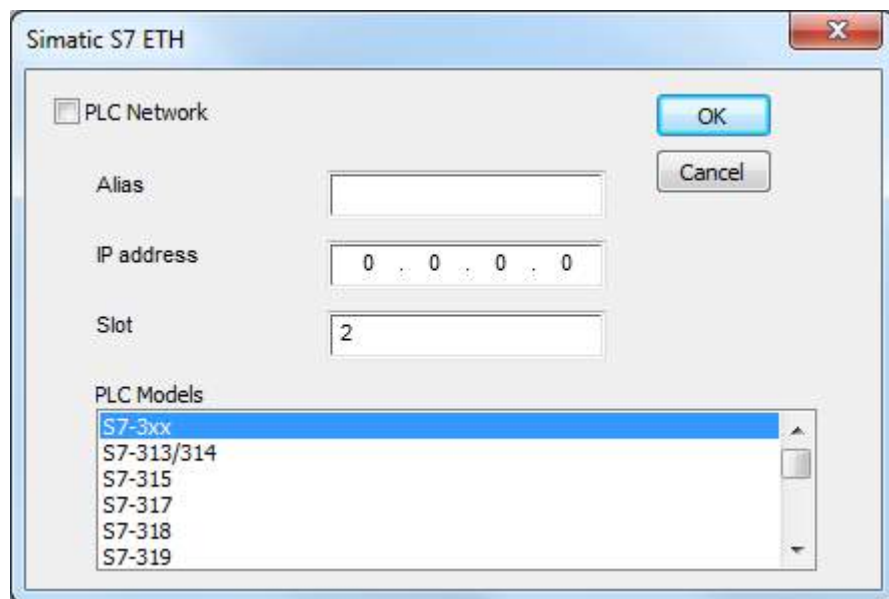 Simatic S7 ETH
PLC Network
OK
Alias
Cancel
IP address
0 . 0 . 0 . 0
Slot
2
PLC Models
S7-3xx
S7-313/314
S7-315
S7-317
S7-318
S7-319